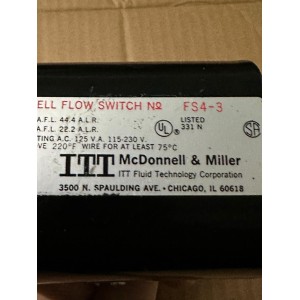 ELL FLOW SWITCH Nº FS4-3
A.F.L. 44.4 A.L.R.
A.F.L. 22.2 A.L.R.
TING A.C. 125 V.A. 115-230 V.
OVE 220°F WIRE FOR AT LEAST 75°C
UL
LISTED
331 N
SA
ITT McDonnell & Miller
ITT Fluid Technology Corporation
3500 N. SPAULDING AVE. • CHICAGO, IL 60618